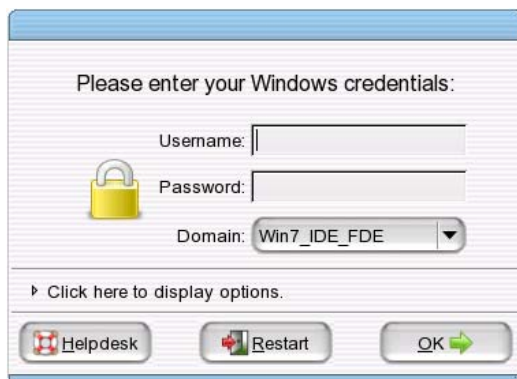 Please enter your Windows credentials:
Username:
Password:
Domain: Win7_IDE_FDE
Click here to display options.
Helpdesk Restart OK